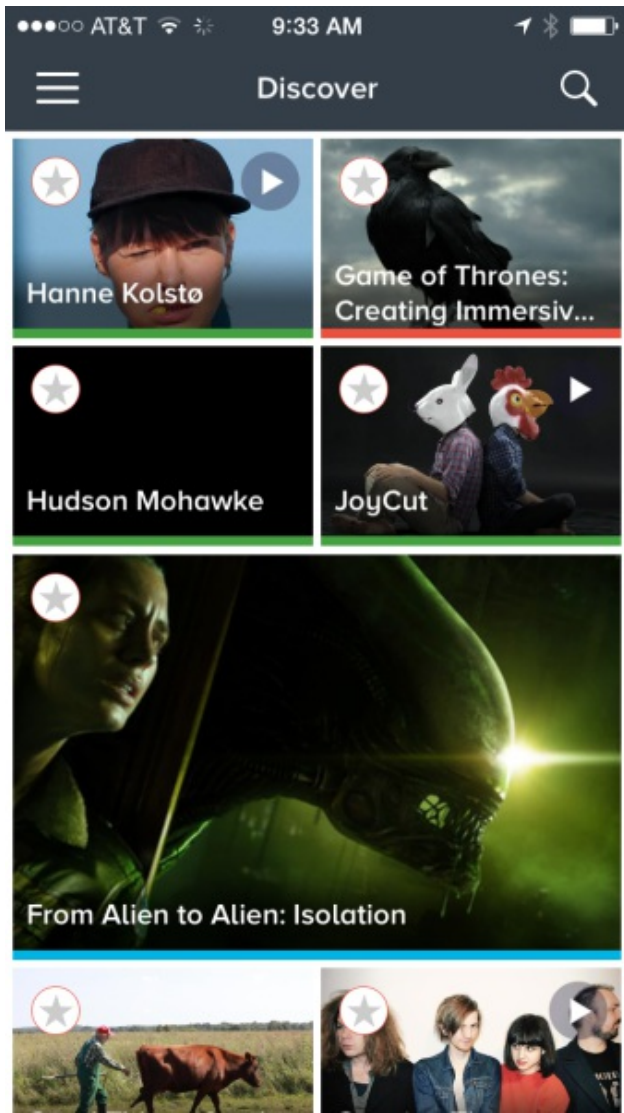 AT&T 9:33 AM
Discover
Hanne Kolstø
Game of Thrones:
Creating Immersiv...
Hudson Mohawke
JoyCut
From Alien to Alien: Isolation